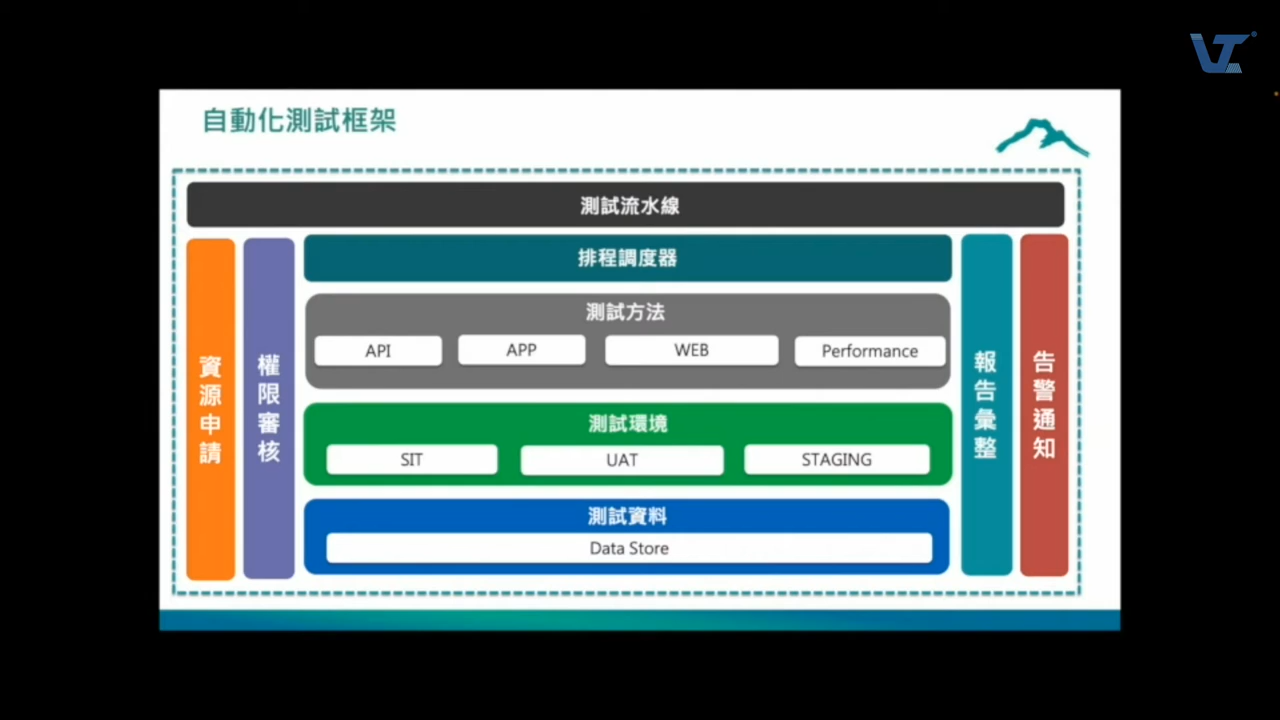 自動化測試框架
測試流水線
資源申請
權限審核
排程調度器
測試方法
API
APP
WEB
Performance
測試環境
SIT
UAT
STAGING
測試資料
Data Store
報告彙整
告警通知